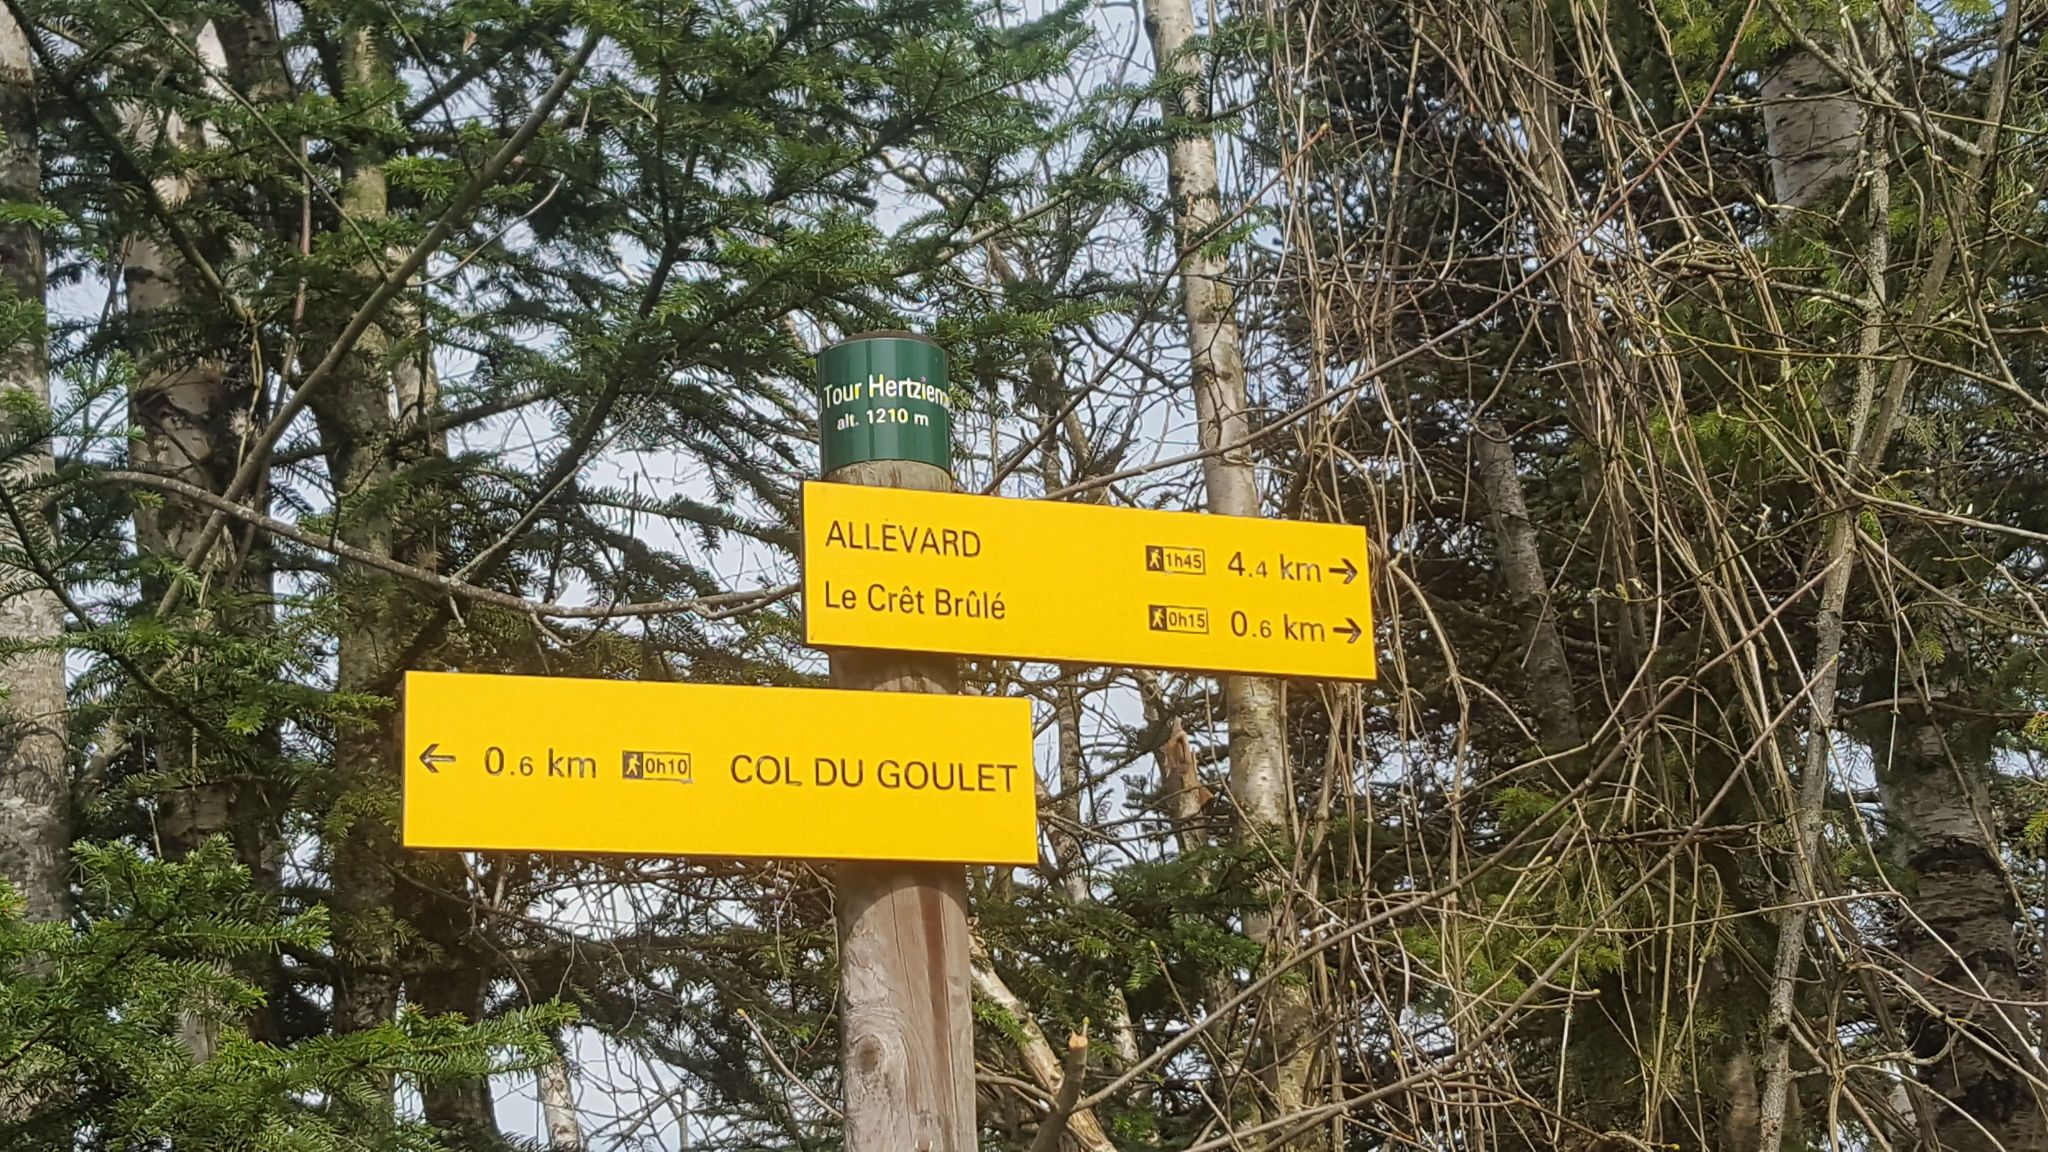 Tour Hertzienne
alt. 1210 m
ALLEVARD 1h45 4.4 km →
Le Crêt Brûlé 0h15 0.6 km →
← 0.6 km 0h10 COL DU GOULET